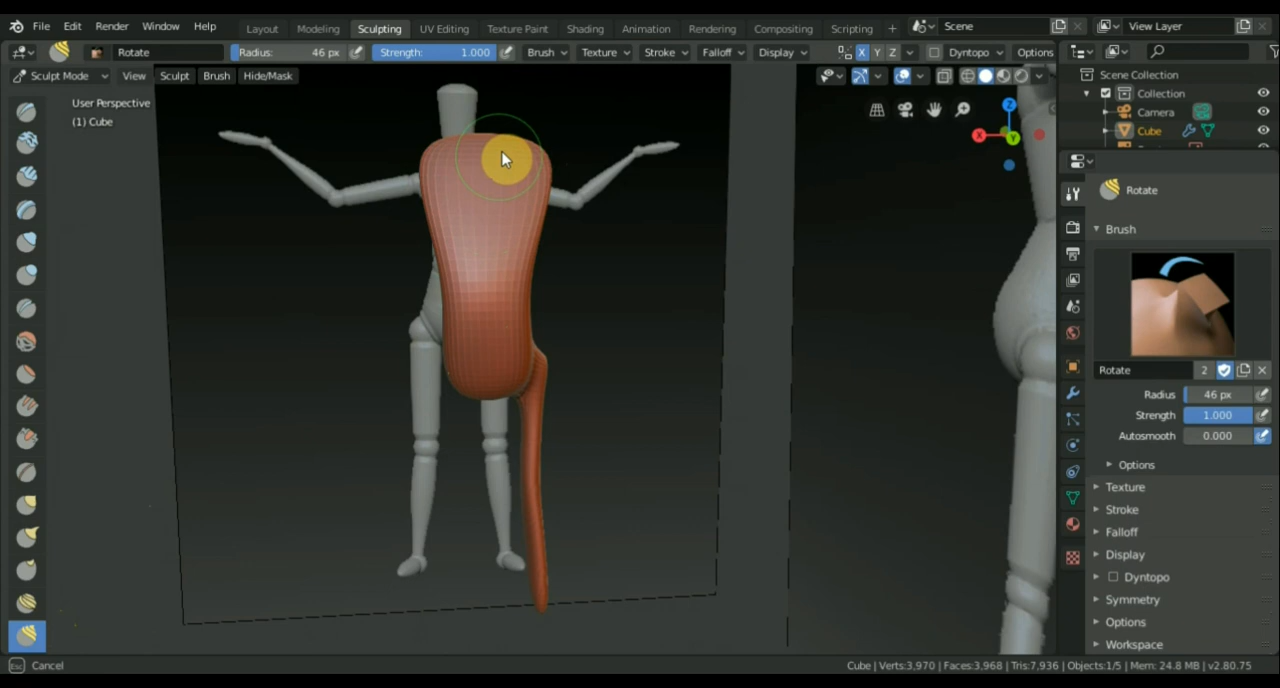 File Edit Render Window Help Layout Modeling Sculpting UV Editing Texture Paint Shading Animation Rendering Compositing Scripting + Scene View Layer
Rotate Radius: 46 px Strength: 1.000 Brush Texture Stroke Falloff Display X Y Z Dyntopo Options
Sculpt Mode View Sculpt Brush Hide/Mask Scene Collection
User Perspective Collection
(1) Cube Camera
Z Cube
X Y
Rotate
Brush
Rotate 2
Radius 46 px
Strength 1.000
Autosmooth 0.000
Options
Texture
Stroke
Falloff
Display
Dyntopo
Symmetry
Options
Workspace
Esc Cancel Cube | Verts:3,970 | Faces:3,968 | Tris:7,936 | Objects:1/5 | Mem: 24.8 MB | v2.80.75